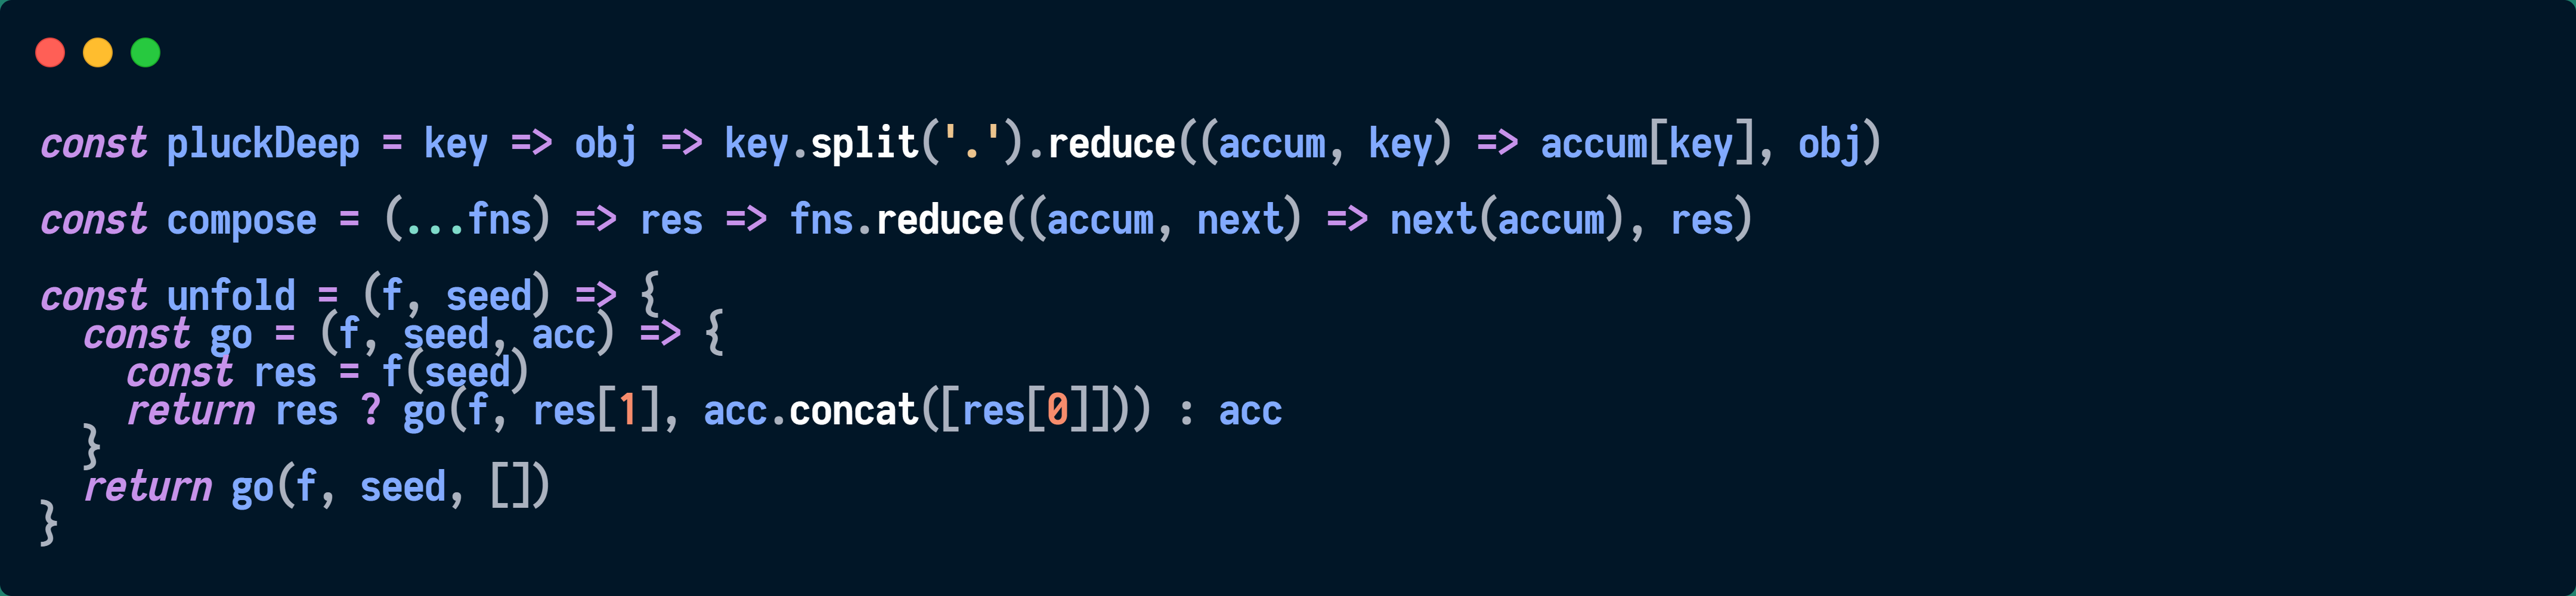 const pluckDeep = key => obj => key.split('.').reduce((accum, key) => accum[key], obj)
const compose = (...fns) => res => fns.reduce((accum, next) => next(accum), res)
const unfold = (f, seed) => {
  const go = (f, seed, acc) => {
    const res = f(seed)
    return res ? go(f, res[1], acc.concat([res[0]])) : acc
  }
  return go(f, seed, [])
}